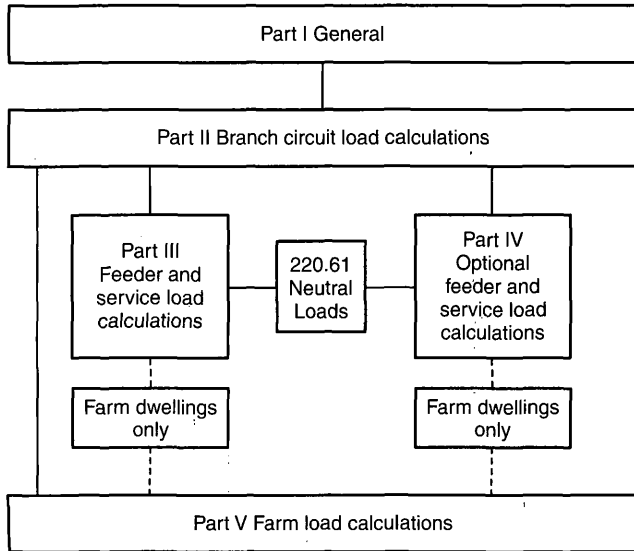 Part I General
Part II Branch circuit load calculations
Part III
Feeder and
service load
calculations
220.61
Neutral
Loads
Part IV
Optional
feeder and
service load
calculations
Farm dwellings
only
Farm dwellings
only
Part V Farm load calculations